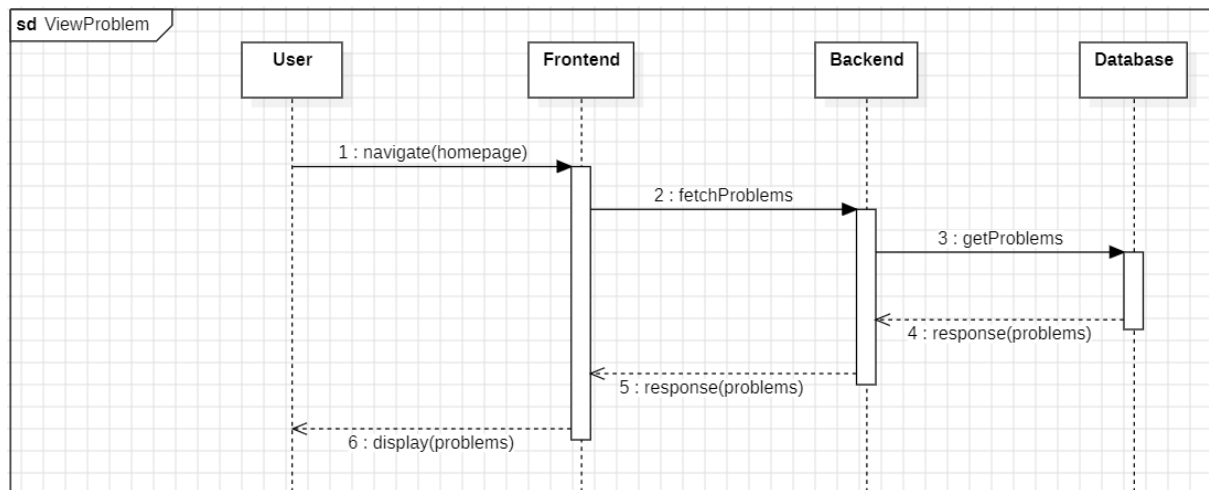 sd ViewProblem
User
Frontend
Backend
Database
1 : navigate(homepage)
2 : fetchProblems
3 : getProblems
4 : response(problems)
5 : response(problems)
6 : display(problems)